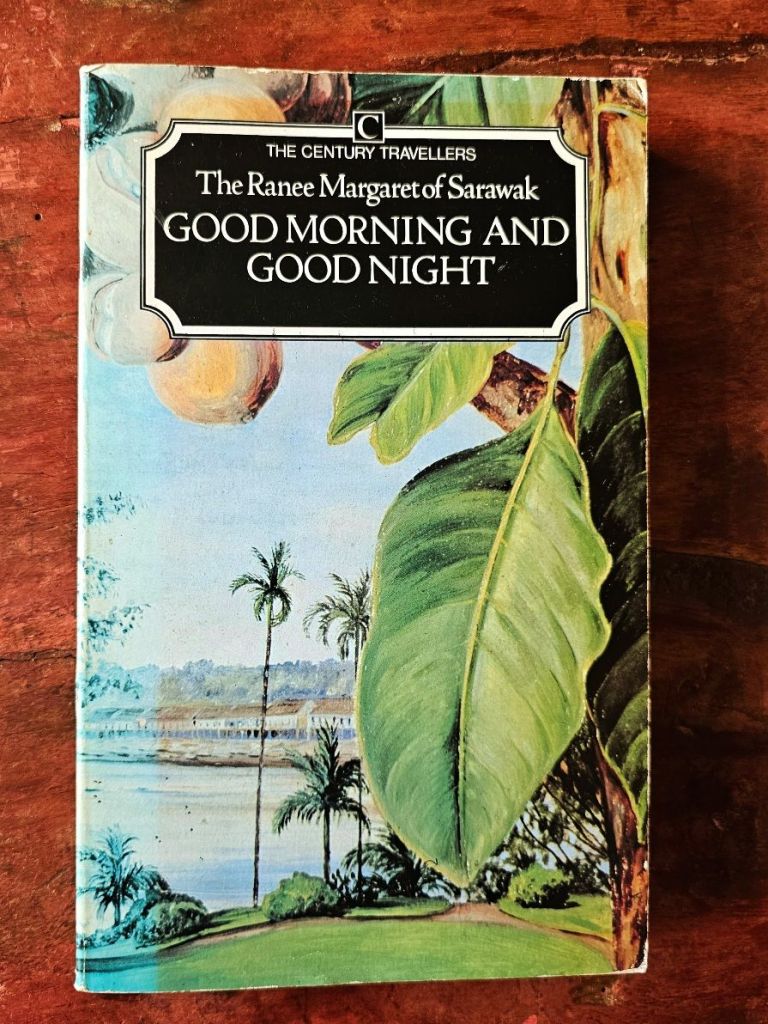 C
THE CENTURY TRAVELLERS
The Ranee Margaret of Sarawak
GOOD MORNING AND
GOOD NIGHT